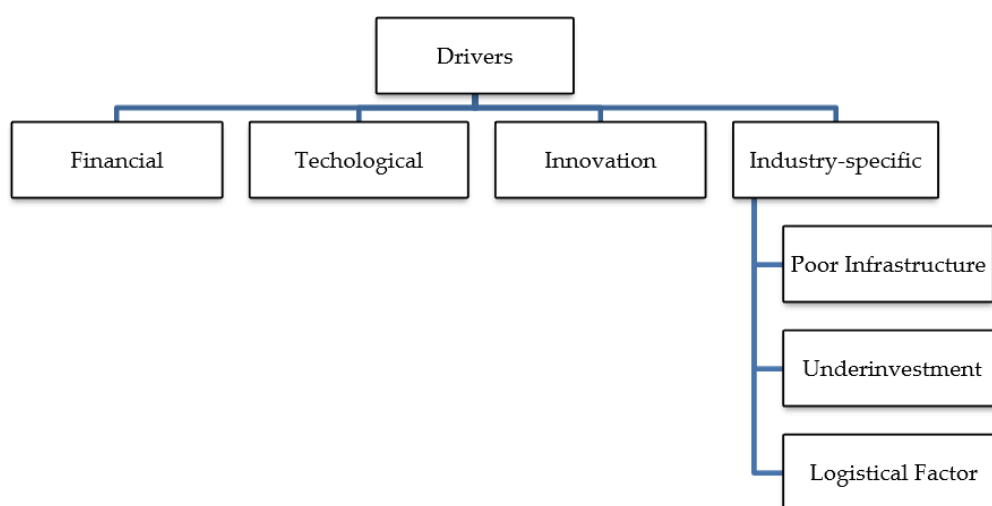 Drivers
Financial
Techological
Innovation
Industry-specific
Poor Infrastructure
Underinvestment
Logistical Factor